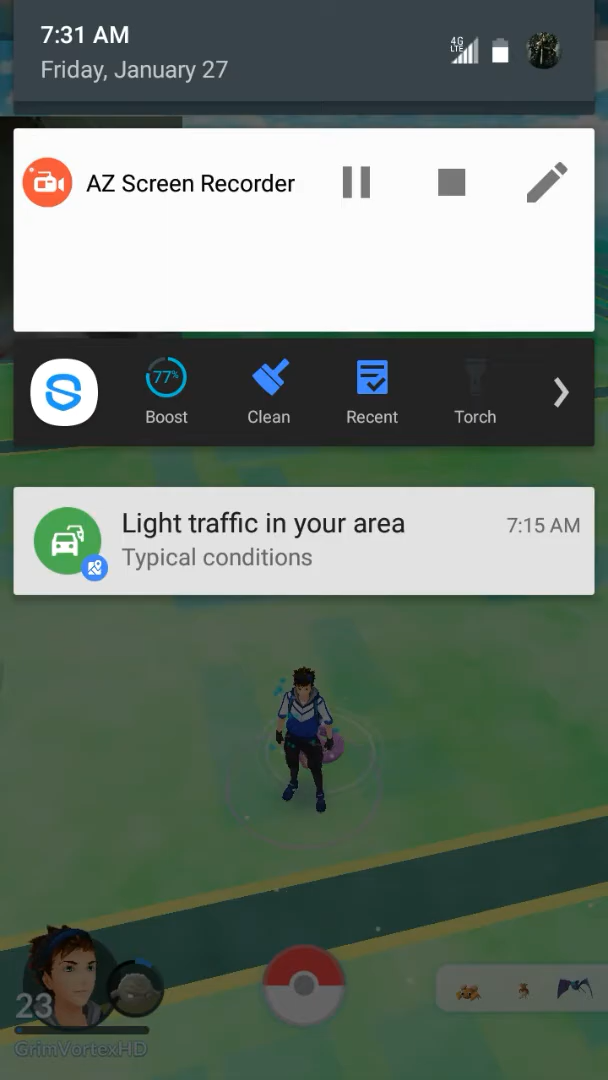 7:31 AM
Friday, January 27
4G
LTE
AZ Screen Recorder
77%
Boost
Clean
Recent
Torch
Light traffic in your area
7:15 AM
Typical conditions
23
GrimVortexHD